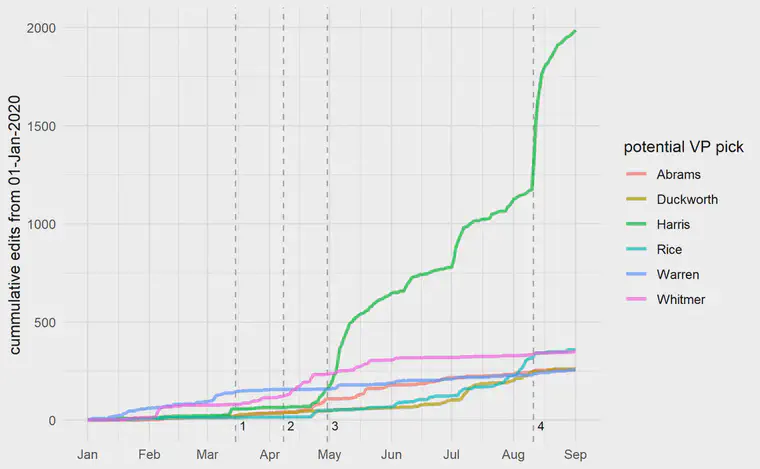 2000
1500
1000
500
0
cummulative edits from 01-Jan-2020
1
2
3
4
Jan
Feb
Mar
Apr
May
Jun
Jul
Aug
Sep
potential VP pick
Abrams
Duckworth
Harris
Rice
Warren
Whitmer